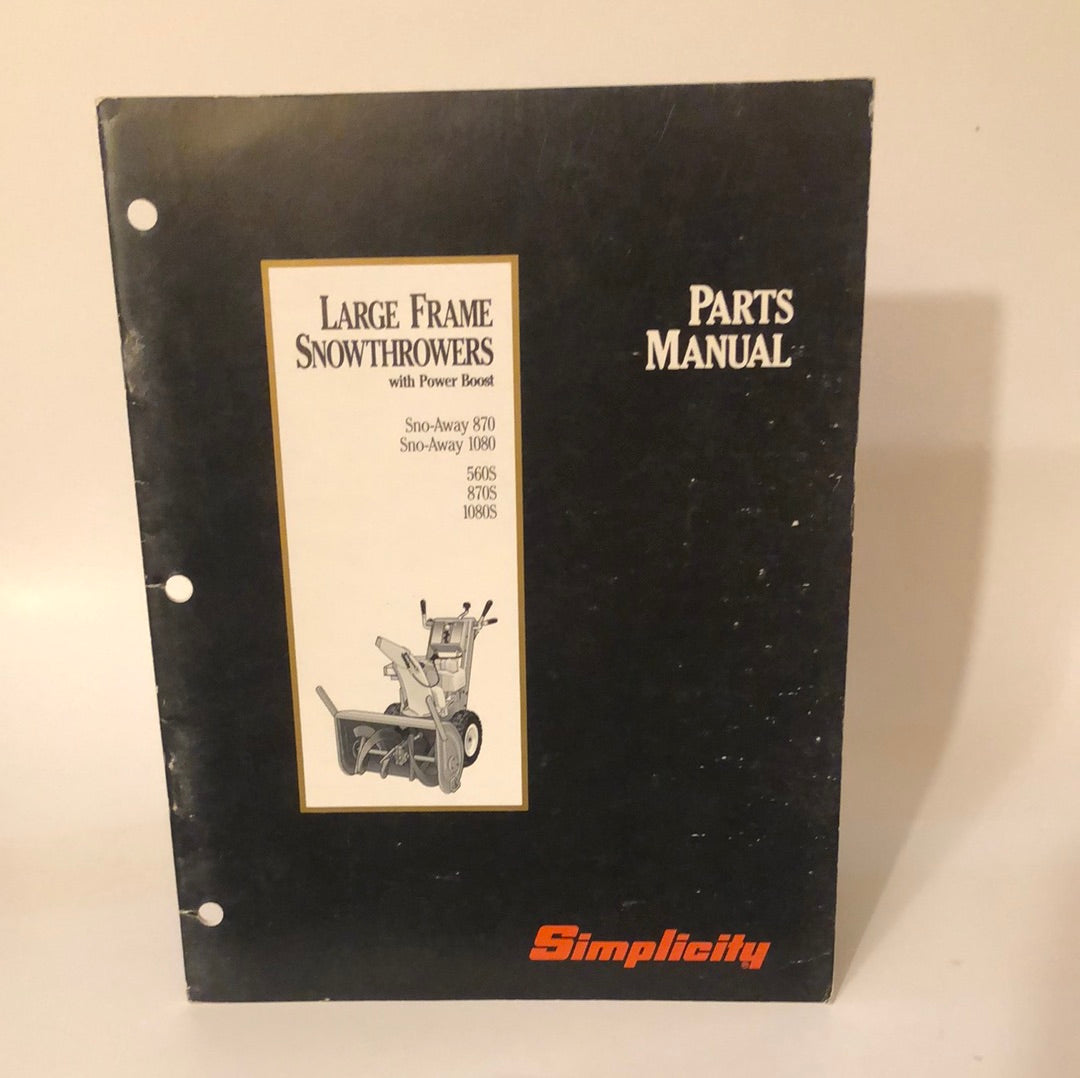 LARGE FRAME
SNOWTHROWERS
with Power Boost
Sno-Away 870
Sno-Away 1080
560S
870S
1080S
PARTS
MANUAL
Simplicity